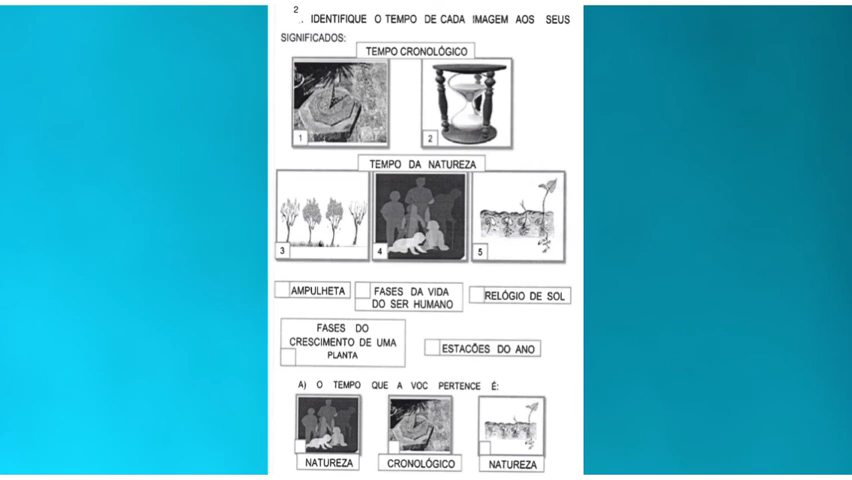 2
. IDENTIFIQUE O TEMPO DE CADA IMAGEM AOS SEUS
SIGNIFICADOS:
TEMPO CRONOLÓGICO
1
2
TEMPO DA NATUREZA
3
4
5
AMPULHETA
FASES DA VIDA
DO SER HUMANO
RELÓGIO DE SOL
FASES DO
CRESCIMENTO DE UMA
PLANTA
ESTACÕES DO ANO
A) O TEMPO QUE A VOC PERTENCE É:
NATUREZA
CRONOLÓGICO
NATUREZA